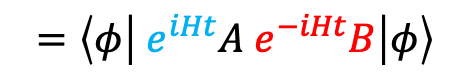 = ⟨ϕ| e^{iHt}A e^{-iHt}B|ϕ⟩